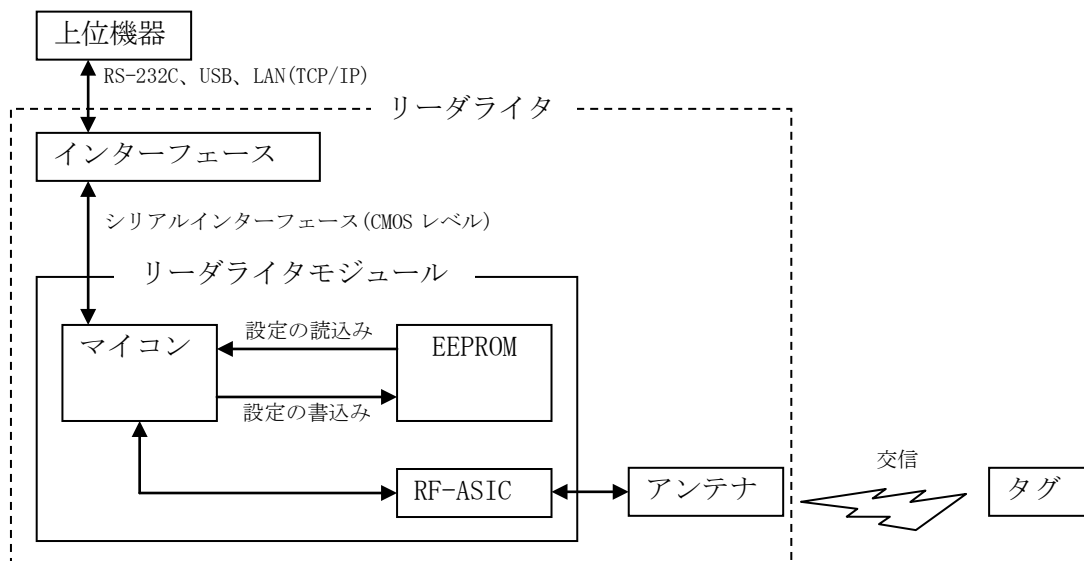 上位機器
RS-232C、USB、LAN(TCP/IP)
リーダライタ
インターフェース
シリアルインターフェース(CMOS レベル)
リーダライタモジュール
マイコン
設定の読込み
EEPROM
設定の書込み
RF-ASIC
アンテナ
交信
タグ